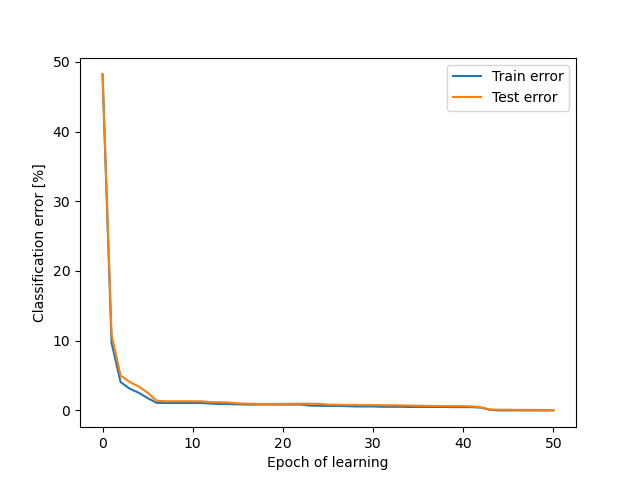 Train error
Test error
Classification error [%]
50
40
30
20
10
0
0 10 20 30 40 50
Epoch of learning